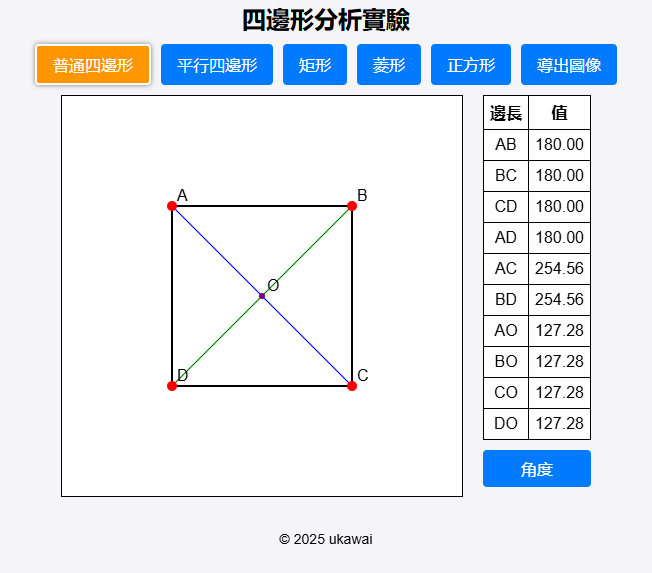 四邊形分析實驗
普通四邊形 平行四邊形 矩形 菱形 正方形 導出圖像
A B
O
D C
邊長 值
AB 180.00
BC 180.00
CD 180.00
AD 180.00
AC 254.56
BD 254.56
AO 127.28
BO 127.28
CO 127.28
DO 127.28
角度
© 2025 ukawai